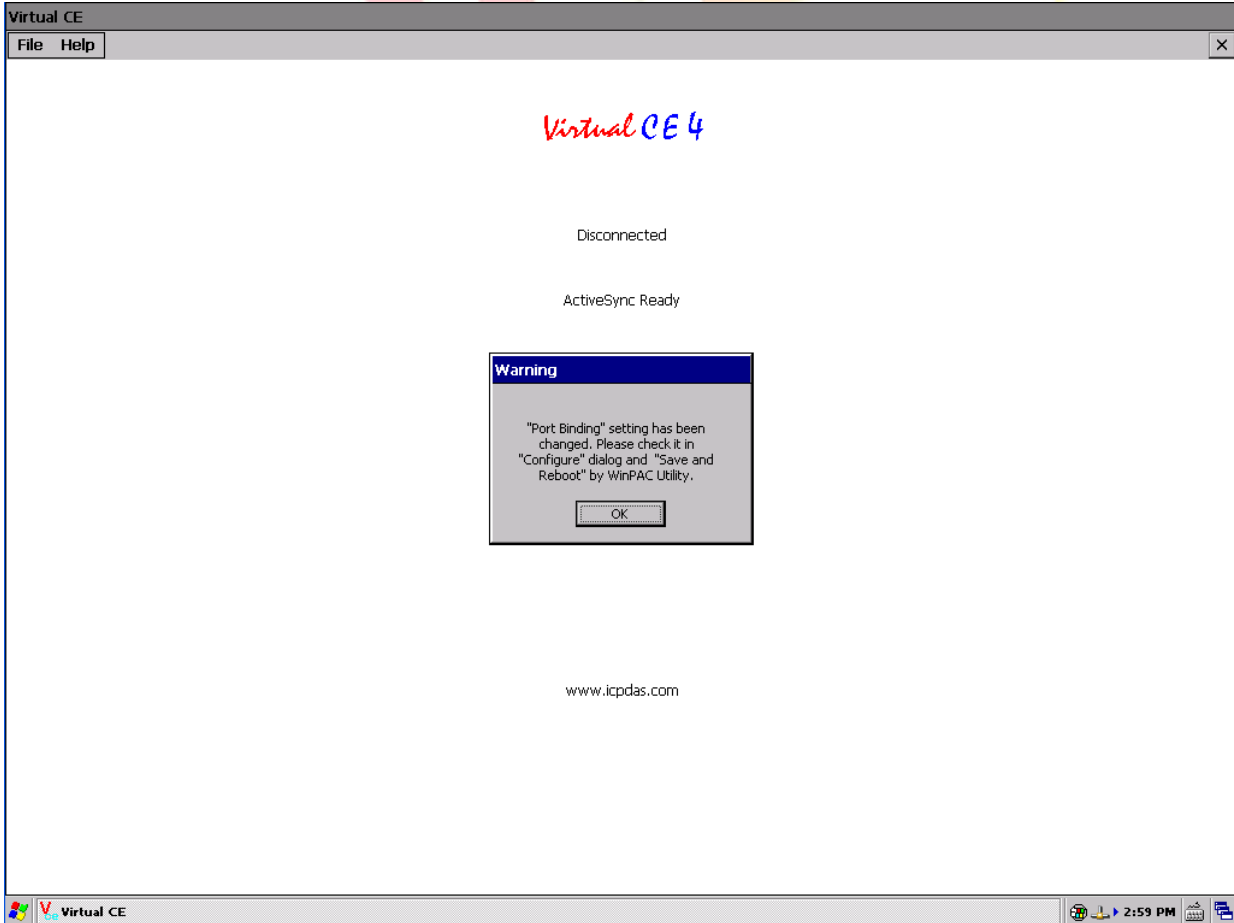 Virtual CE
File Help
Virtual CE 4
Disconnected
ActiveSync Ready
Warning
"Port Binding" setting has been
changed. Please check it in
"Configure" dialog and "Save and
Reboot" by WinPAC Utility.
OK
www.icpdas.com
Virtual CE
2:59 PM